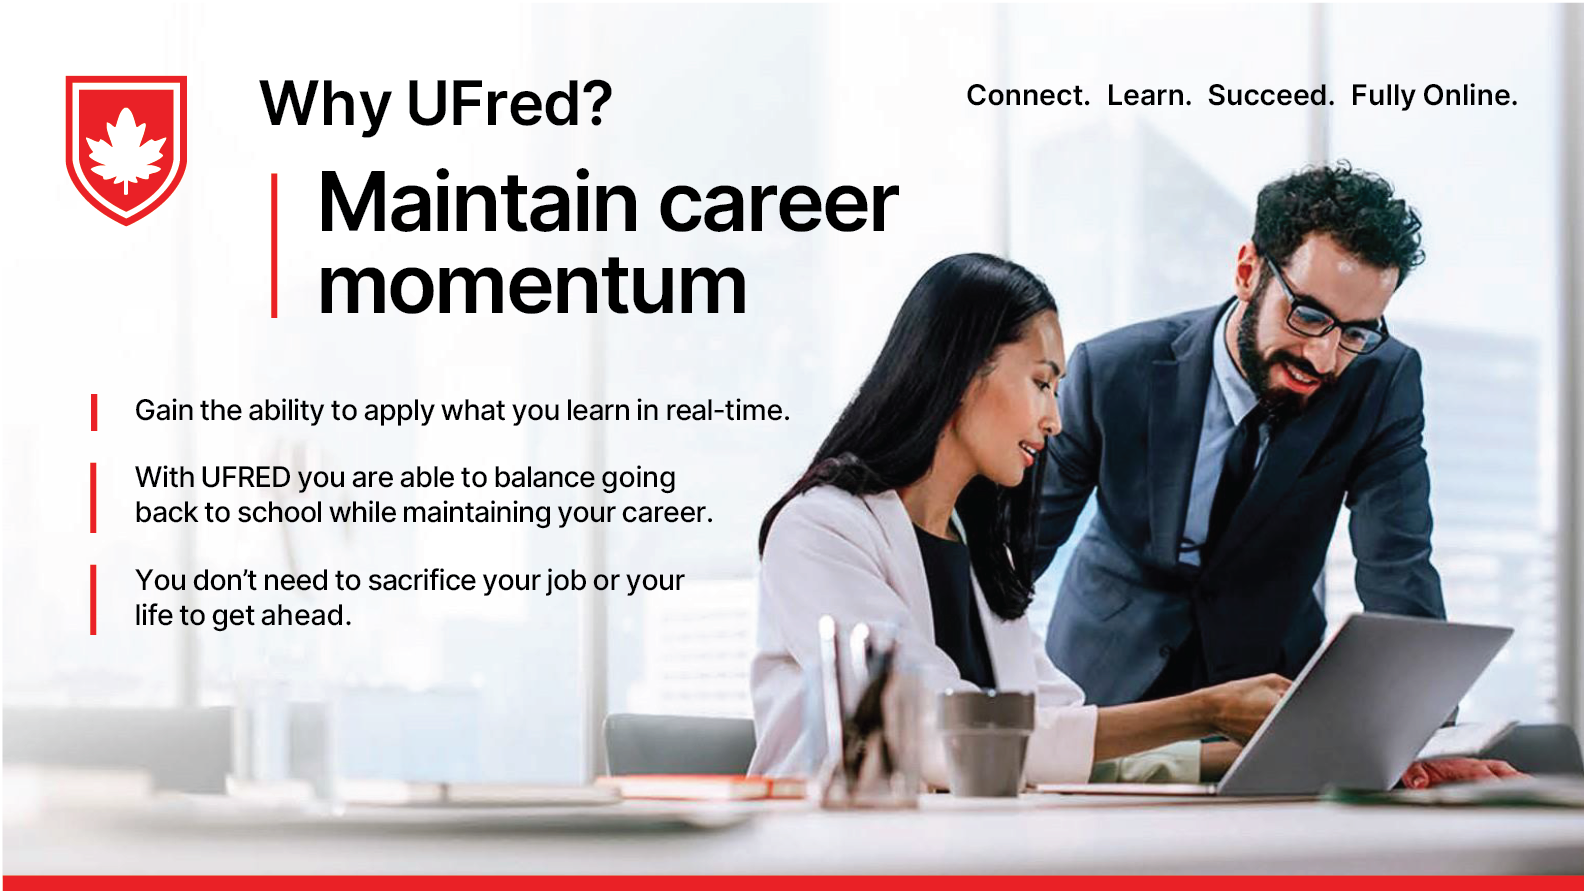 Why UFred?
Connect. Learn. Succeed. Fully Online.
Maintain career
momentum
Gain the ability to apply what you learn in real-time.
With UFRED you are able to balance going
back to school while maintaining your career.
You don’t need to sacrifice your job or your
life to get ahead.